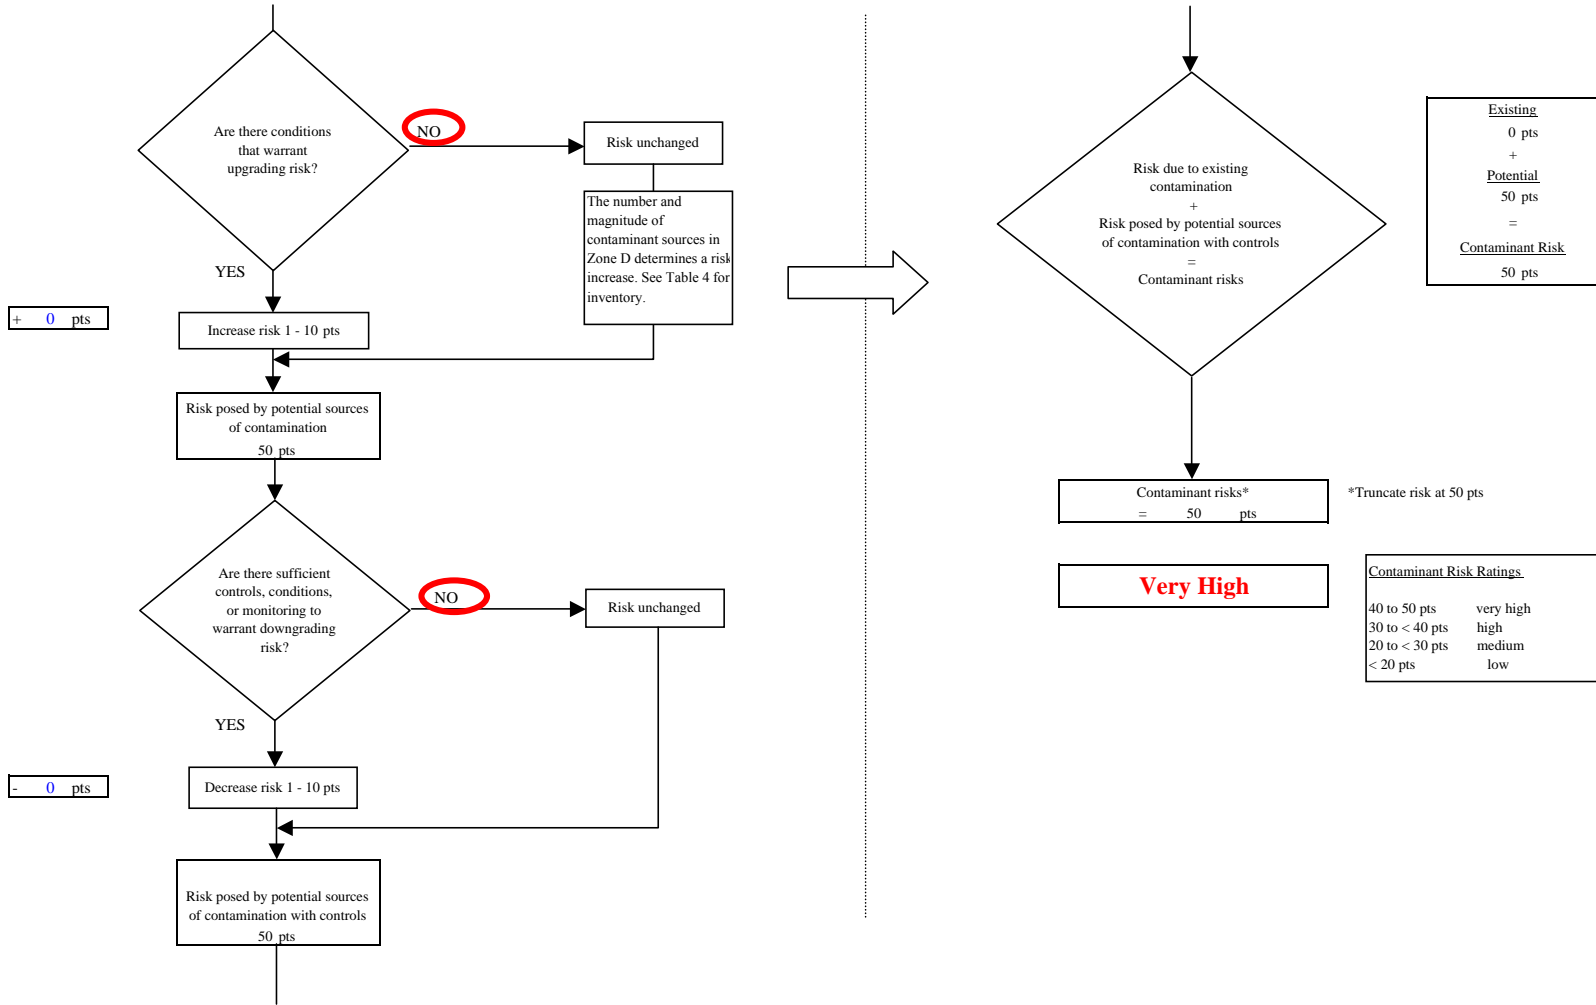 Are there conditions
that warrant
upgrading risk?
NO
Risk unchanged
The number and
magnitude of
contaminant sources in
Zone D determines a risk
increase. See Table 4 for
inventory.
YES
+ 0 pts
Increase risk 1 - 10 pts
Risk posed by potential sources
of contamination
50 pts
Are there sufficient
controls, conditions,
or monitoring to
warrant downgrading
risk?
NO
Risk unchanged
YES
- 0 pts
Decrease risk 1 - 10 pts
Risk posed by potential sources
of contamination with controls
50 pts
Risk due to existing
contamination
+
Risk posed by potential sources
of contamination with controls
=
Contaminant risks
Existing
0 pts
+
Potential
50 pts
=
Contaminant Risk
50 pts
Contaminant risks*
= 50 pts
*Truncate risk at 50 pts
Very High
Contaminant Risk Ratings
40 to 50 pts very high
30 to < 40 pts high
20 to < 30 pts medium
< 20 pts low